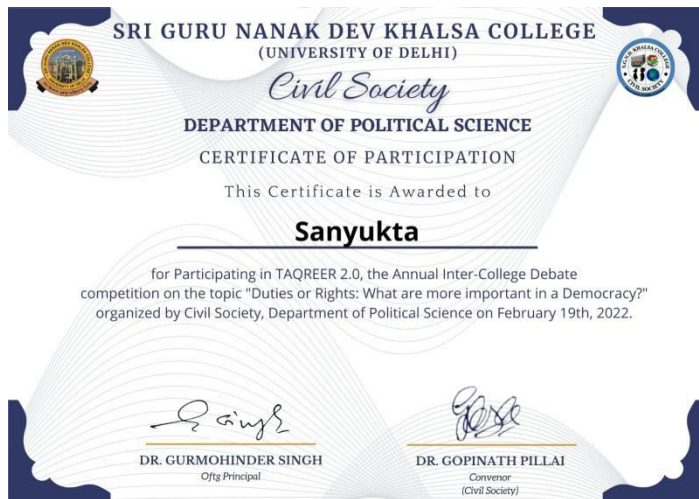 SRI GURU NANAK DEV KHALSA COLLEGE
(UNIVERSITY OF DELHI)
Civil Society
DEPARTMENT OF POLITICAL SCIENCE
CERTIFICATE OF PARTICIPATION
This Certificate is Awarded to
Sanyukta
for Participating in TAQREER 2.0, the Annual Inter-College Debate
competition on the topic "Duties or Rights: What are more important in a Democracy?"
organized by Civil Society, Department of Political Science on February 19th, 2022.
DR. GURMOHINDER SINGH
Oftg Principal
DR. GOPINATH PILLAI
Convenor
(Civil Society)